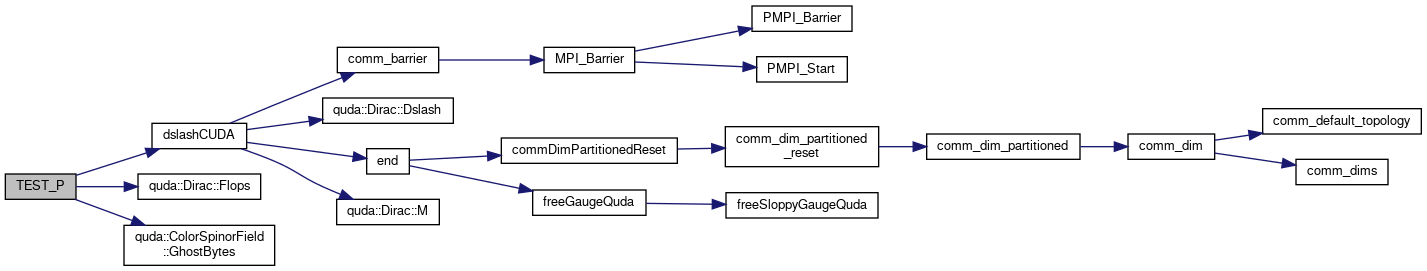 TEST_P
dslashCUDA
quda::Dirac::Flops
quda::ColorSpinorField
::GhostBytes
comm_barrier
quda::Dirac::Dslash
end
quda::Dirac::M
MPI_Barrier
PMPI_Barrier
PMPI_Start
commDimPartitionedReset
freeGaugeQuda
comm_dim_partitioned
_reset
freeSloppyGaugeQuda
comm_dim_partitioned
comm_dim
comm_default_topology
comm_dims